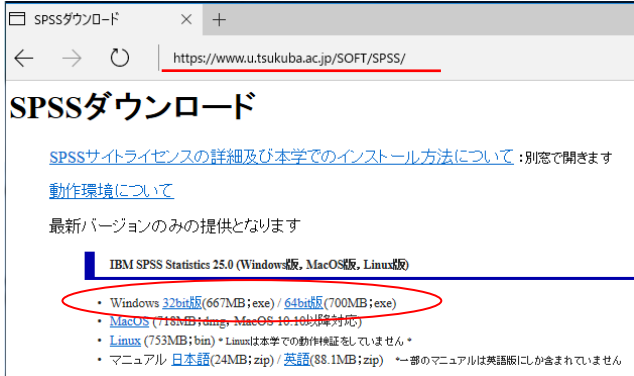 SPSSダウンロード
https://www.u.tsukuba.ac.jp/SOFT/SPSS/
SPSSダウンロード
SPSSサイトライセンスの詳細及び本学でのインストール方法について:別窓で開きます
動作環境について
最新バージョンのみの提供となります
IBM SPSS Statistics 25.0 (Windows版, MacOS版, Linux版)
• Windows 32bit版(667MB;exe) / 64bit版(700MB;exe)
• MacOS (718MB;dmg, MacOS 10.10以降対応)
• Linux (753MB;bin) * Linuxは本学での動作検証をしていません *
• マニュアル 日本語(24MB;zip) / 英語(88.1MB;zip) *一部のマニュアルは英語版にしか含まれていません